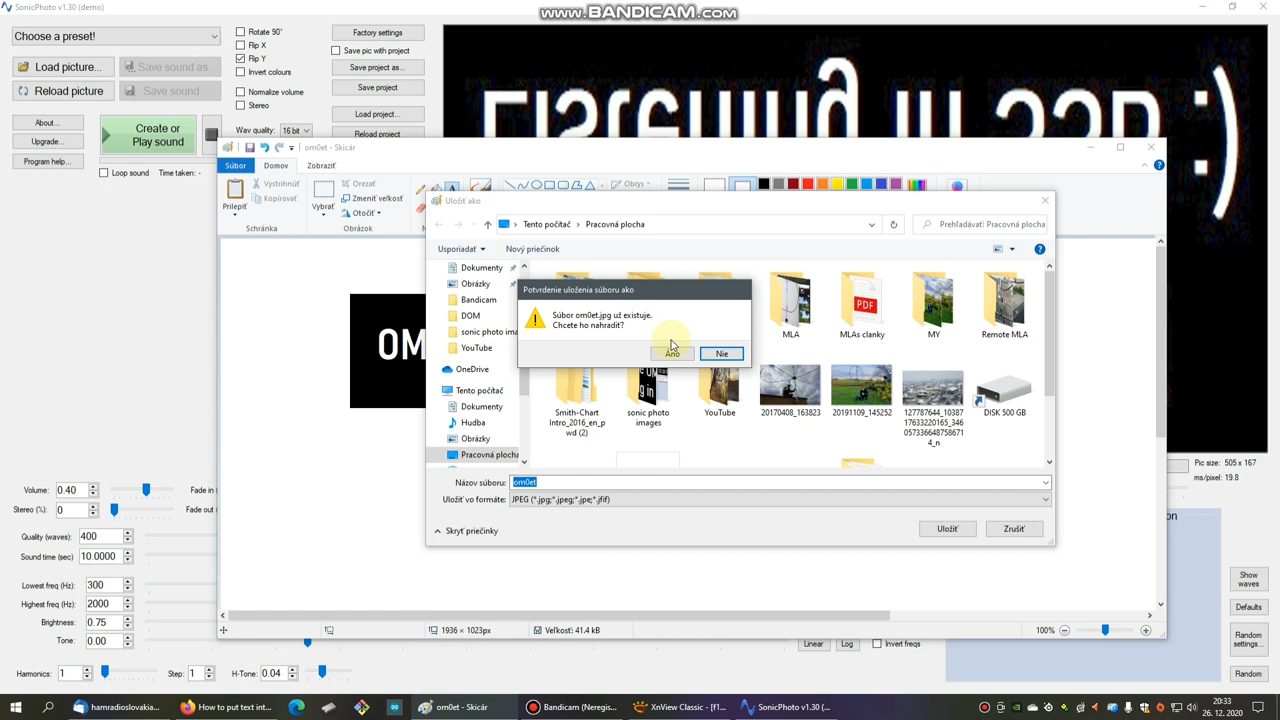 SonicPhoto v1.30 (demo)
www.BANDICAM.com
Choose a preset!
Load picture...
Save sound as...
Reload picture
Save sound
About...
Upgrade...
Program help...
Create or
Play sound
Loop sound
Time taken: -
Rotate 90°
Flip X
Flip Y
Invert colours
Normalize volume
Stereo
Wav quality:
16 bit
Factory settings
Save pic with project
Save project as...
Save project
Load project...
Reload project
om0et - Skicár
Súbor
Domov
Zobraziť
Prilepiť
Vystrihnúť
Kopírovať
Schránka
Vybrať
Orezať
Zmeniť veľkosť
Otočiť
Obrázok
Obrys
OM
Uložiť ako
Tento počítač
Pracovná plocha
Prehľadávať: Pracovná plocha
Usporiadať
Nový priečinok
Dokumenty
Obrázky
Bandicam
DOM
sonic photo ima
YouTube
OneDrive
Tento počítač
Dokumenty
Hudba
Obrázky
Pracovná plocha
MLA
PDF
MLAs clanky
MY
Remote MLA
Smith-Chart
Intro_2016_en_p
wd (2)
sonic photo
images
YouTube
20170408_163823
20191109_145252
127787644_10387
17633220165_346
057336648758671
4_n
DISK 500 GB
Potvrdenie uloženia súboru ako
Súbor om0et.jpg už existuje.
Chcete ho nahradiť?
Áno
Nie
Názov súboru:
om0et
Uložiť vo formáte:
JPEG (*.jpg;*.jpeg;*.jpe;*.jfif)
Skryť priečinky
Uložiť
Zrušiť
1936 × 1023px
Veľkosť: 41.4 kB
100%
Pic size: 505 x 167
ms/pixel: 19.8
Volume:
0.40
Fade in
Stereo (%)
0
Fade out
Quality (waves):
400
Sound time (sec)
10.0000
Lowest freq (Hz):
300
Highest freq (Hz)
2000
Brightness:
0.75
Tone:
0.00
Harmonics:
1
Step:
1
H-Tone:
0.04
Linear
Log
Invert freqs
Show
waves
Defaults
Random
settings...
Random
hamradioslovakia...
How to put text int...
om0et - Skicár
Bandicam (Neregis...
XnView Classic - [f1...
SonicPhoto v1.30 (...
20:33
26. 12. 2020